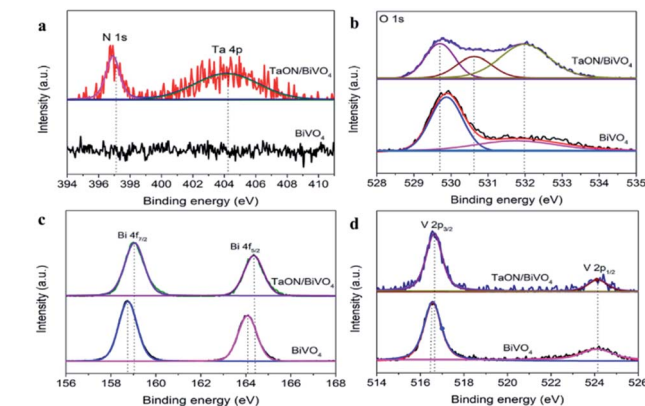 a
N 1s
Ta 4p
TaON/BiVO₄
BiVO₄
Intensity (a.u.)
394 396 398 400 402 404 406 408 410
Binding energy (eV)
b
O 1s
TaON/BiVO₄
BiVO₄
Intensity (a.u.)
528 529 530 531 532 533 534 535
Binding energy (eV)
c
Bi 4f₇/₂
Bi 4f₅/₂
TaON/BiVO₄
BiVO₄
Intensity (a.u.)
156 158 160 162 164 166 168
Binding energy (eV)
d
V 2p₃/₂
V 2p₁/₂
TaON/BiVO₄
BiVO₄
Intensity (a.u.)
514 516 518 520 522 524 526
Binding energy (eV)